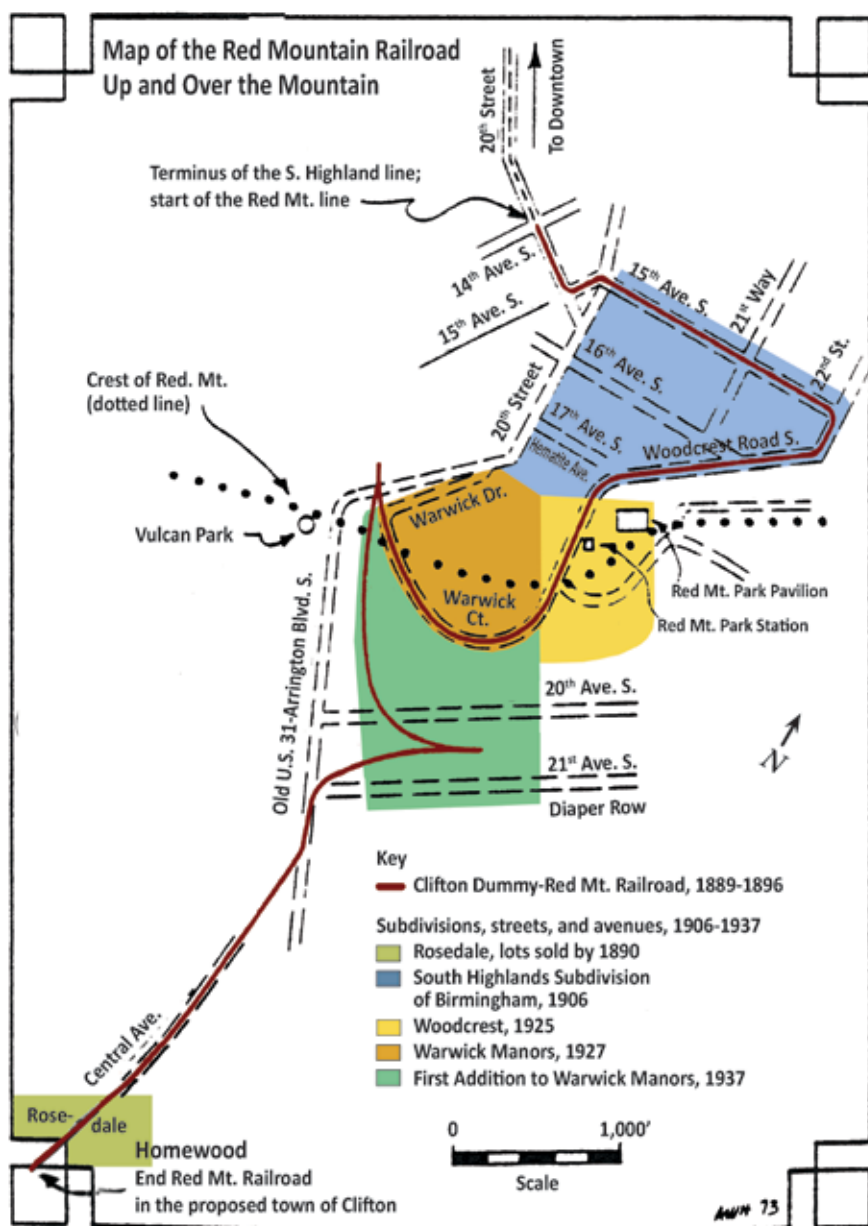 Map of the Red Mountain Railroad
Up and Over the Mountain
20th Street
To Downtown
Terminus of the S. Highland line;
start of the Red Mt. line
14th Ave. S.
15th Ave. S.
15th Ave. S.
21st Way
22nd St.
16th Ave. S.
17th Ave. S.
Hematite Ave.
Woodcrest Road S.
20th Street
Crest of Red. Mt.
(dotted line)
Vulcan Park
Warwick Dr.
Warwick
Ct.
Red Mt. Park Pavilion
Red Mt. Park Station
Old U.S. 31-Arrington Blvd. S.
20th Ave. S.
21st Ave. S.
Diaper Row
N
Key
Clifton Dummy-Red Mt. Railroad, 1889-1896
Subdivisions, streets, and avenues, 1906-1937
Rosedale, lots sold by 1890
South Highlands Subdivision
of Birmingham, 1906
Woodcrest, 1925
Warwick Manors, 1927
First Addition to Warwick Manors, 1937
Central Ave.
Rose-dale
Homewood
End Red Mt. Railroad
in the proposed town of Clifton
0 1,000'
Scale
AWH 73